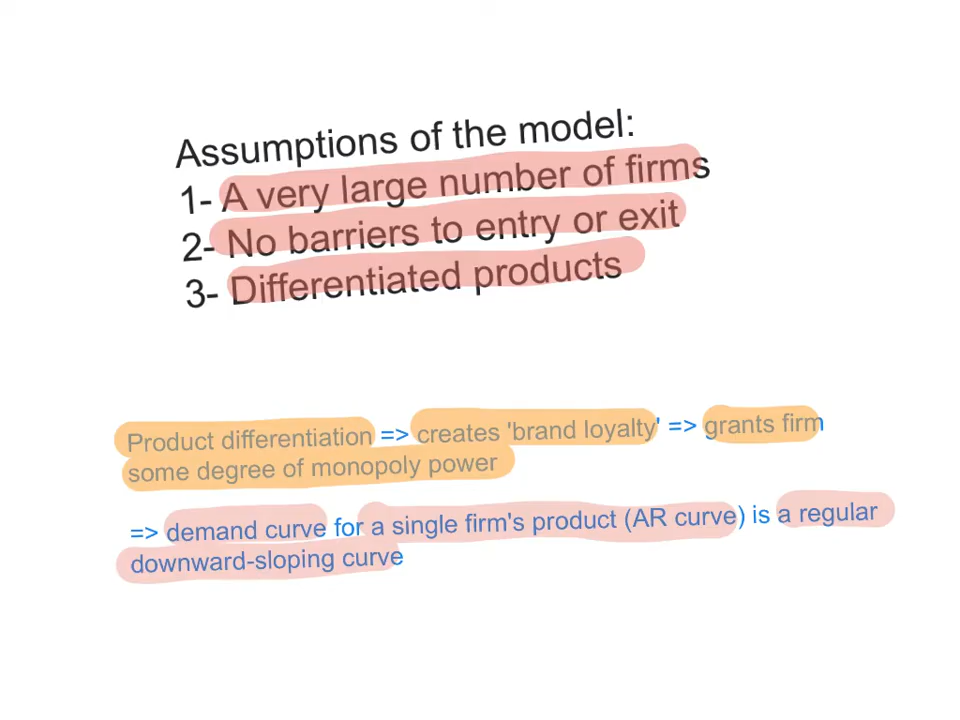 Assumptions of the model:
1- A very large number of firms
2- No barriers to entry or exit
3- Differentiated products
Product differentiation => creates 'brand loyalty' => grants firm
some degree of monopoly power
=> demand curve for a single firm's product (AR curve) is a regular
downward-sloping curve